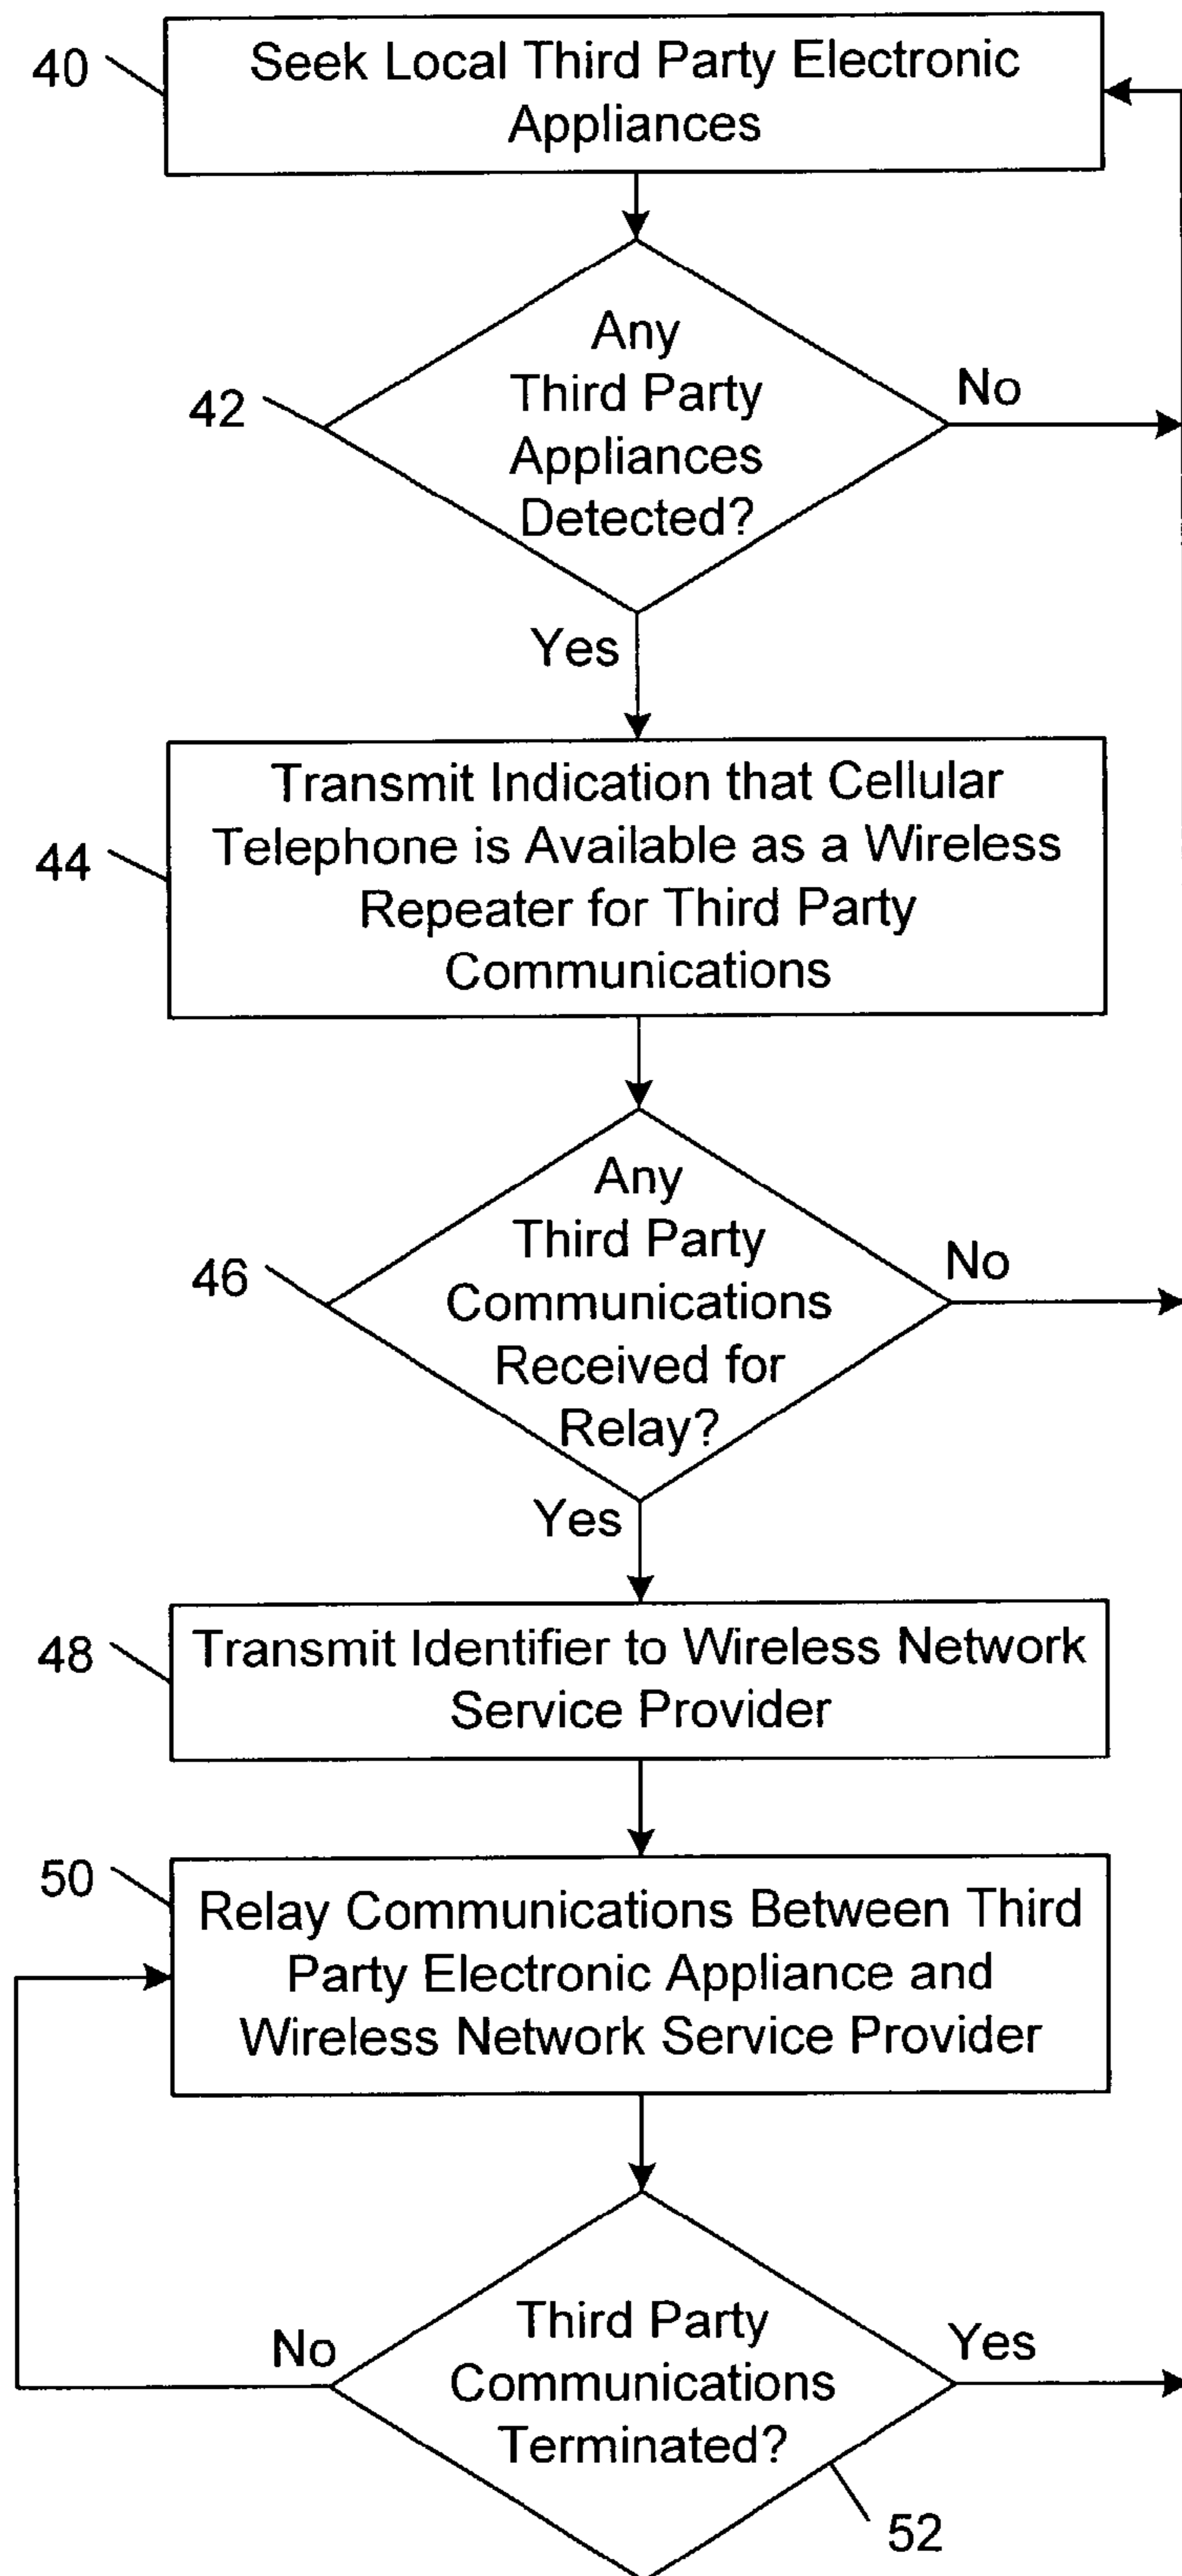 40
Seek Local Third Party Electronic
Appliances
42
Any
Third Party
Appliances
Detected?
No
Yes
44
Transmit Indication that Cellular
Telephone is Available as a Wireless
Repeater for Third Party
Communications
46
Any
Third Party
Communications
Received for
Relay?
No
Yes
48
Transmit Identifier to Wireless Network
Service Provider
50
Relay Communications Between Third
Party Electronic Appliance and
Wireless Network Service Provider
No
Third Party
Communications
Terminated?
Yes
52